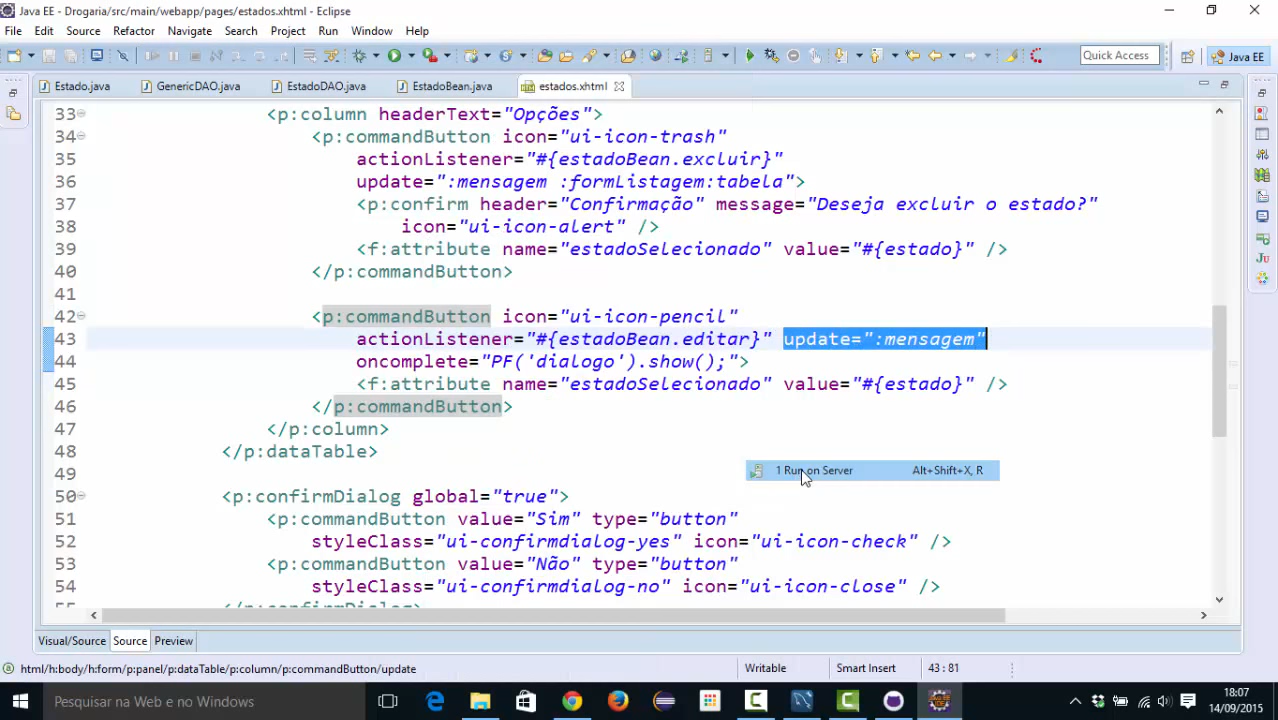 Java EE - Drogaria/src/main/webapp/pages/estados.xhtml - Eclipse
File Edit Source Refactor Navigate Search Project Run Window Help
Quick Access
Java EE
Estado.java GenericDAO.java EstadoDAO.java EstadoBean.java estados.xhtml
33 <p:column headerText="Opções">
34 <p:commandButton icon="ui-icon-trash"
35 actionListener="#{estadoBean.excluir}"
36 update=":mensagem :formListagem:tabela">
37 <p:confirm header="Confirmação" message="Deseja excluir o estado?"
38 icon="ui-icon-alert" />
39 <f:attribute name="estadoSelecionado" value="#{estado}" />
40 </p:commandButton>
41
42 <p:commandButton icon="ui-icon-pencil"
43 actionListener="#{estadoBean.editar}" update=":mensagem"
44 oncomplete="PF('dialogo').show();">
45 <f:attribute name="estadoSelecionado" value="#{estado}" />
46 </p:commandButton>
47 </p:column>
48 </p:dataTable>
49 1 Run on Server Alt+Shift+X, R
50 <p:confirmDialog global="true">
51 <p:commandButton value="Sim" type="button"
52 styleClass="ui-confirmdialog-yes" icon="ui-icon-check" />
53 <p:commandButton value="Não" type="button"
54 styleClass="ui-confirmdialog-no" icon="ui-icon-close" />
55 </p:confirmDialog>
Visual/Source Source Preview
html/h:body/h:form/p:panel/p:dataTable/p:column/p:commandButton/update Writable Smart Insert 43 : 81
Pesquisar na Web e no Windows
18:07
14/09/2015